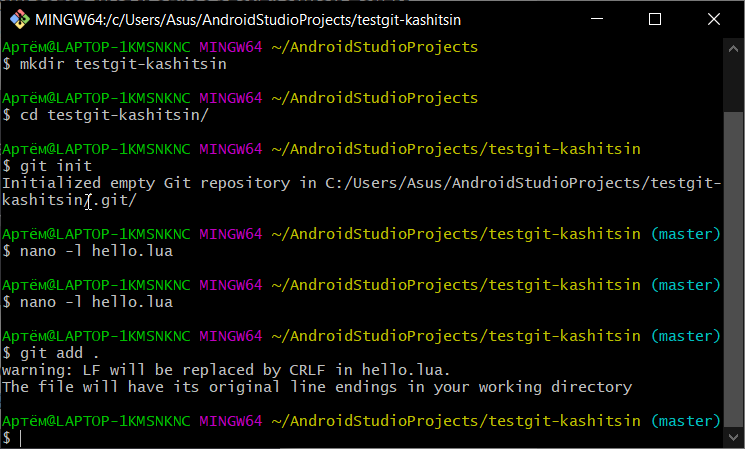 MINGW64:/c/Users/Asus/AndroidStudioProjects/testgit-kashitsin
Артём@LAPTOP-1KMSNKNC MINGW64 ~/AndroidStudioProjects
$ mkdir testgit-kashitsin
Артём@LAPTOP-1KMSNKNC MINGW64 ~/AndroidStudioProjects
$ cd testgit-kashitsin/
Артём@LAPTOP-1KMSNKNC MINGW64 ~/AndroidStudioProjects/testgit-kashitsin
$ git init
Initialized empty Git repository in C:/Users/Asus/AndroidStudioProjects/testgit-
kashitsin/.git/
Артём@LAPTOP-1KMSNKNC MINGW64 ~/AndroidStudioProjects/testgit-kashitsin (master)
$ nano -l hello.lua
Артём@LAPTOP-1KMSNKNC MINGW64 ~/AndroidStudioProjects/testgit-kashitsin (master)
$ nano -l hello.lua
Артём@LAPTOP-1KMSNKNC MINGW64 ~/AndroidStudioProjects/testgit-kashitsin (master)
$ git add .
warning: LF will be replaced by CRLF in hello.lua.
The file will have its original line endings in your working directory
Артём@LAPTOP-1KMSNKNC MINGW64 ~/AndroidStudioProjects/testgit-kashitsin (master)
$